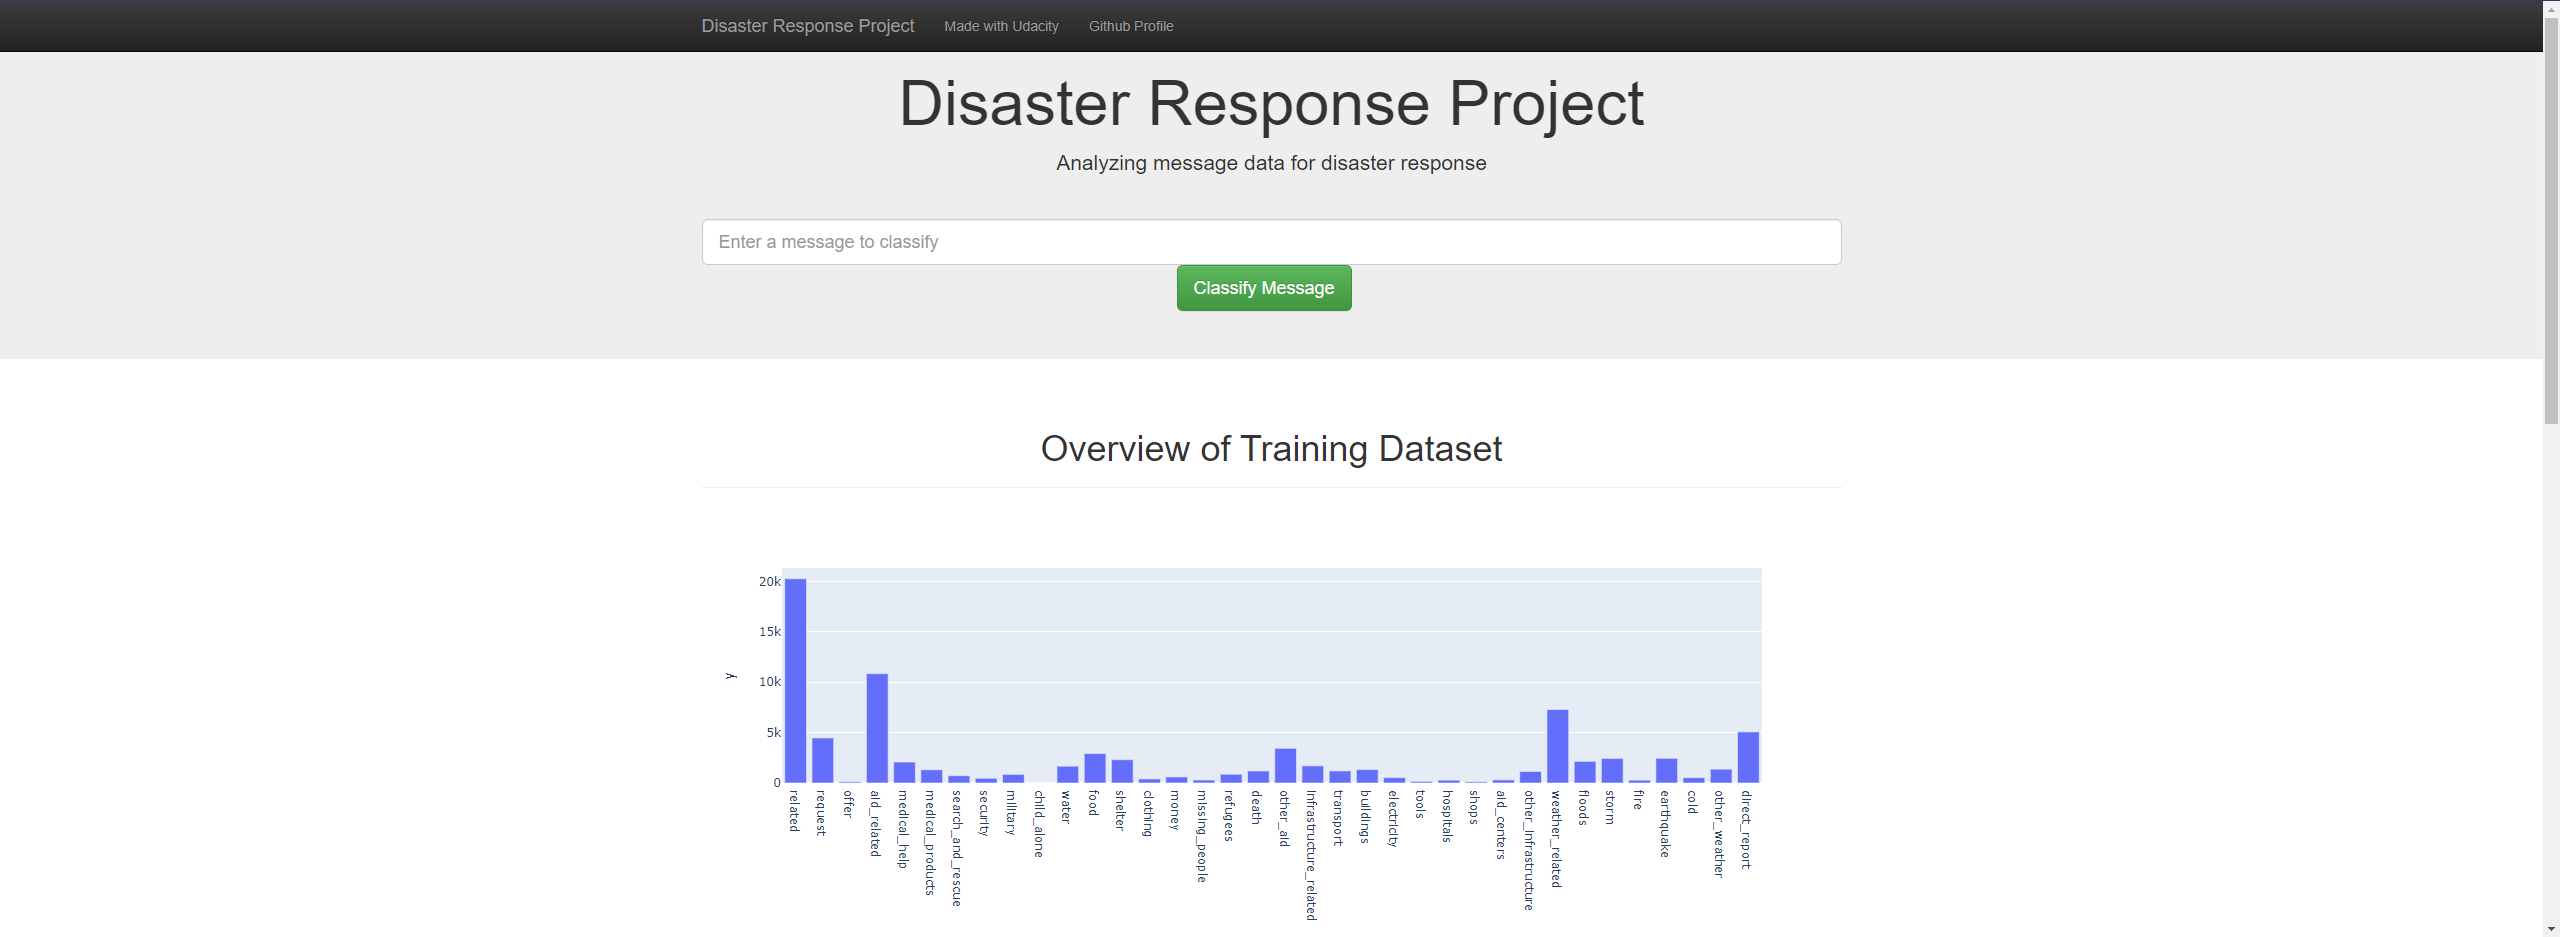 Disaster Response Project Made with Udacity Github Profile
Disaster Response Project
Analyzing message data for disaster response
Enter a message to classify
Classify Message
Overview of Training Dataset
20k
15k
10k
5k
0
y
related
request
offer
aid_related
medical_help
medical_products
search_and_rescue
security
military
child_alone
water
food
shelter
clothing
money
missing_people
refugees
death
other_aid
infrastructure_related
transport
buildings
electricity
tools
hospitals
shops
aid_centers
other_infrastructure
weather_related
floods
storm
fire
earthquake
cold
other_weather
direct_report